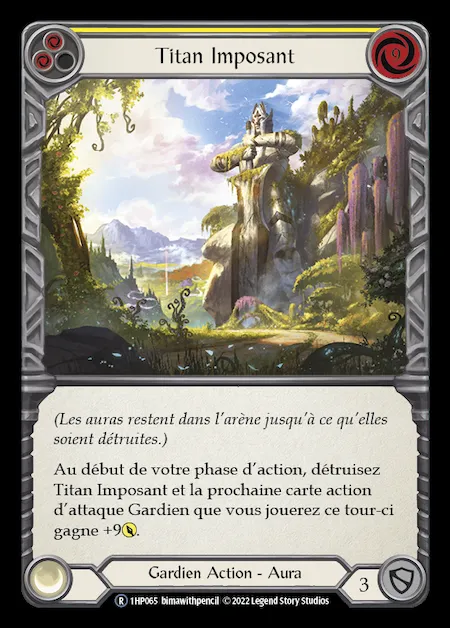 Titan Imposant
(Les auras restent dans l'arène jusqu'à ce qu'elles
soient détruites.)
Au début de votre phase d'action, détruisez
Titan Imposant et la prochaine carte action
d'attaque Gardien que vous jouerez ce tour-ci
gagne +9.
Gardien Action - Aura
3
R 1HP065 bimawithpencil © 2022 Legend Story Studios